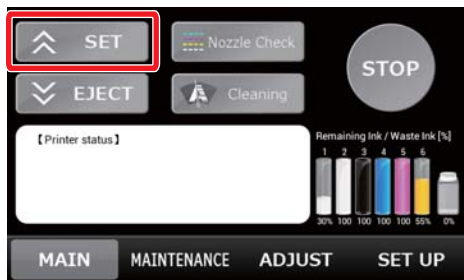 SET
Nozzle Check
STOP
EJECT
Cleaning
【Printer status】
Remaining Ink / Waste Ink [%]
1 2 3 4 5 6
30% 100 100 100 100 55% 0%
MAIN MAINTENANCE ADJUST SET UP